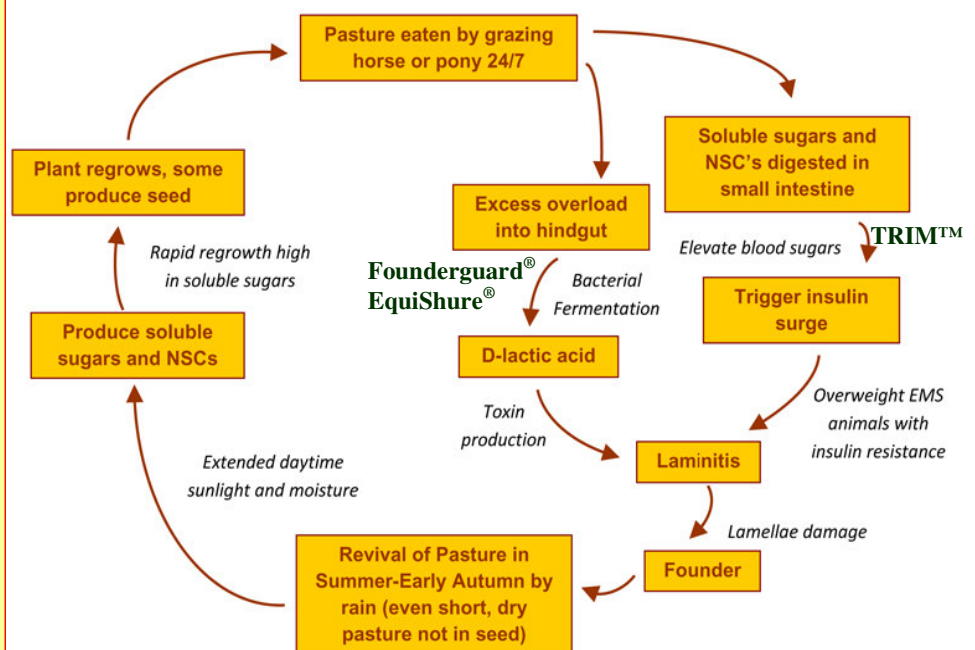 Pasture eaten by grazing
horse or pony 24/7
Soluble sugars and
NSC's digested in
small intestine
Plant regrows, some
produce seed
Excess overload
into hindgut
TRIM™
Elevate blood sugars
Rapid regrowth high
in soluble sugars
Founderguard®
EquiShure®
Bacterial
Fermentation
Trigger insulin
surge
Produce soluble
sugars and NSCs
D-lactic acid
Overweight EMS
animals with
insulin resistance
Toxin
production
Laminitis
Extended daytime
sunlight and moisture
Lamellae damage
Revival of Pasture in
Summer-Early Autumn by
rain (even short, dry
pasture not in seed)
Founder